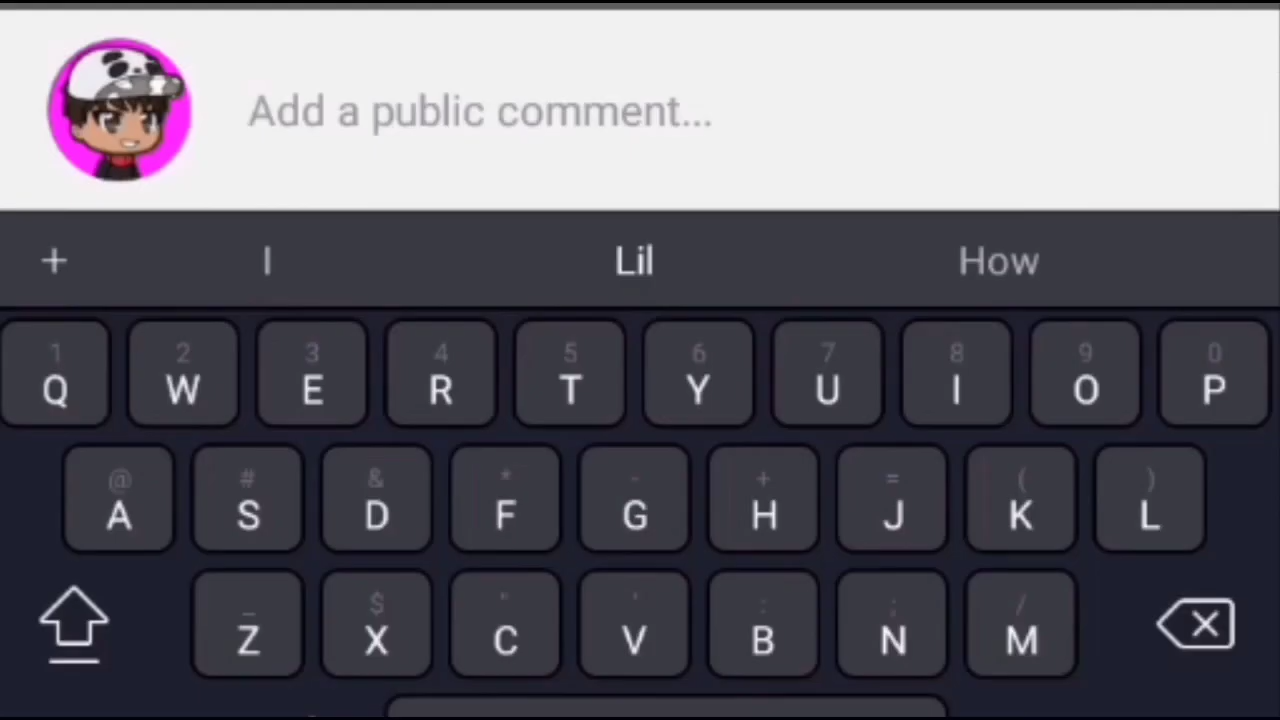 Add a public comment...
+ I Lil How
1 2 3 4 5 6 7 8 9 0
Q W E R T Y U I O P
@ # & * - + = ( )
A S D F G H J K L
_ $ " ' : ; /
Z X C V B N M